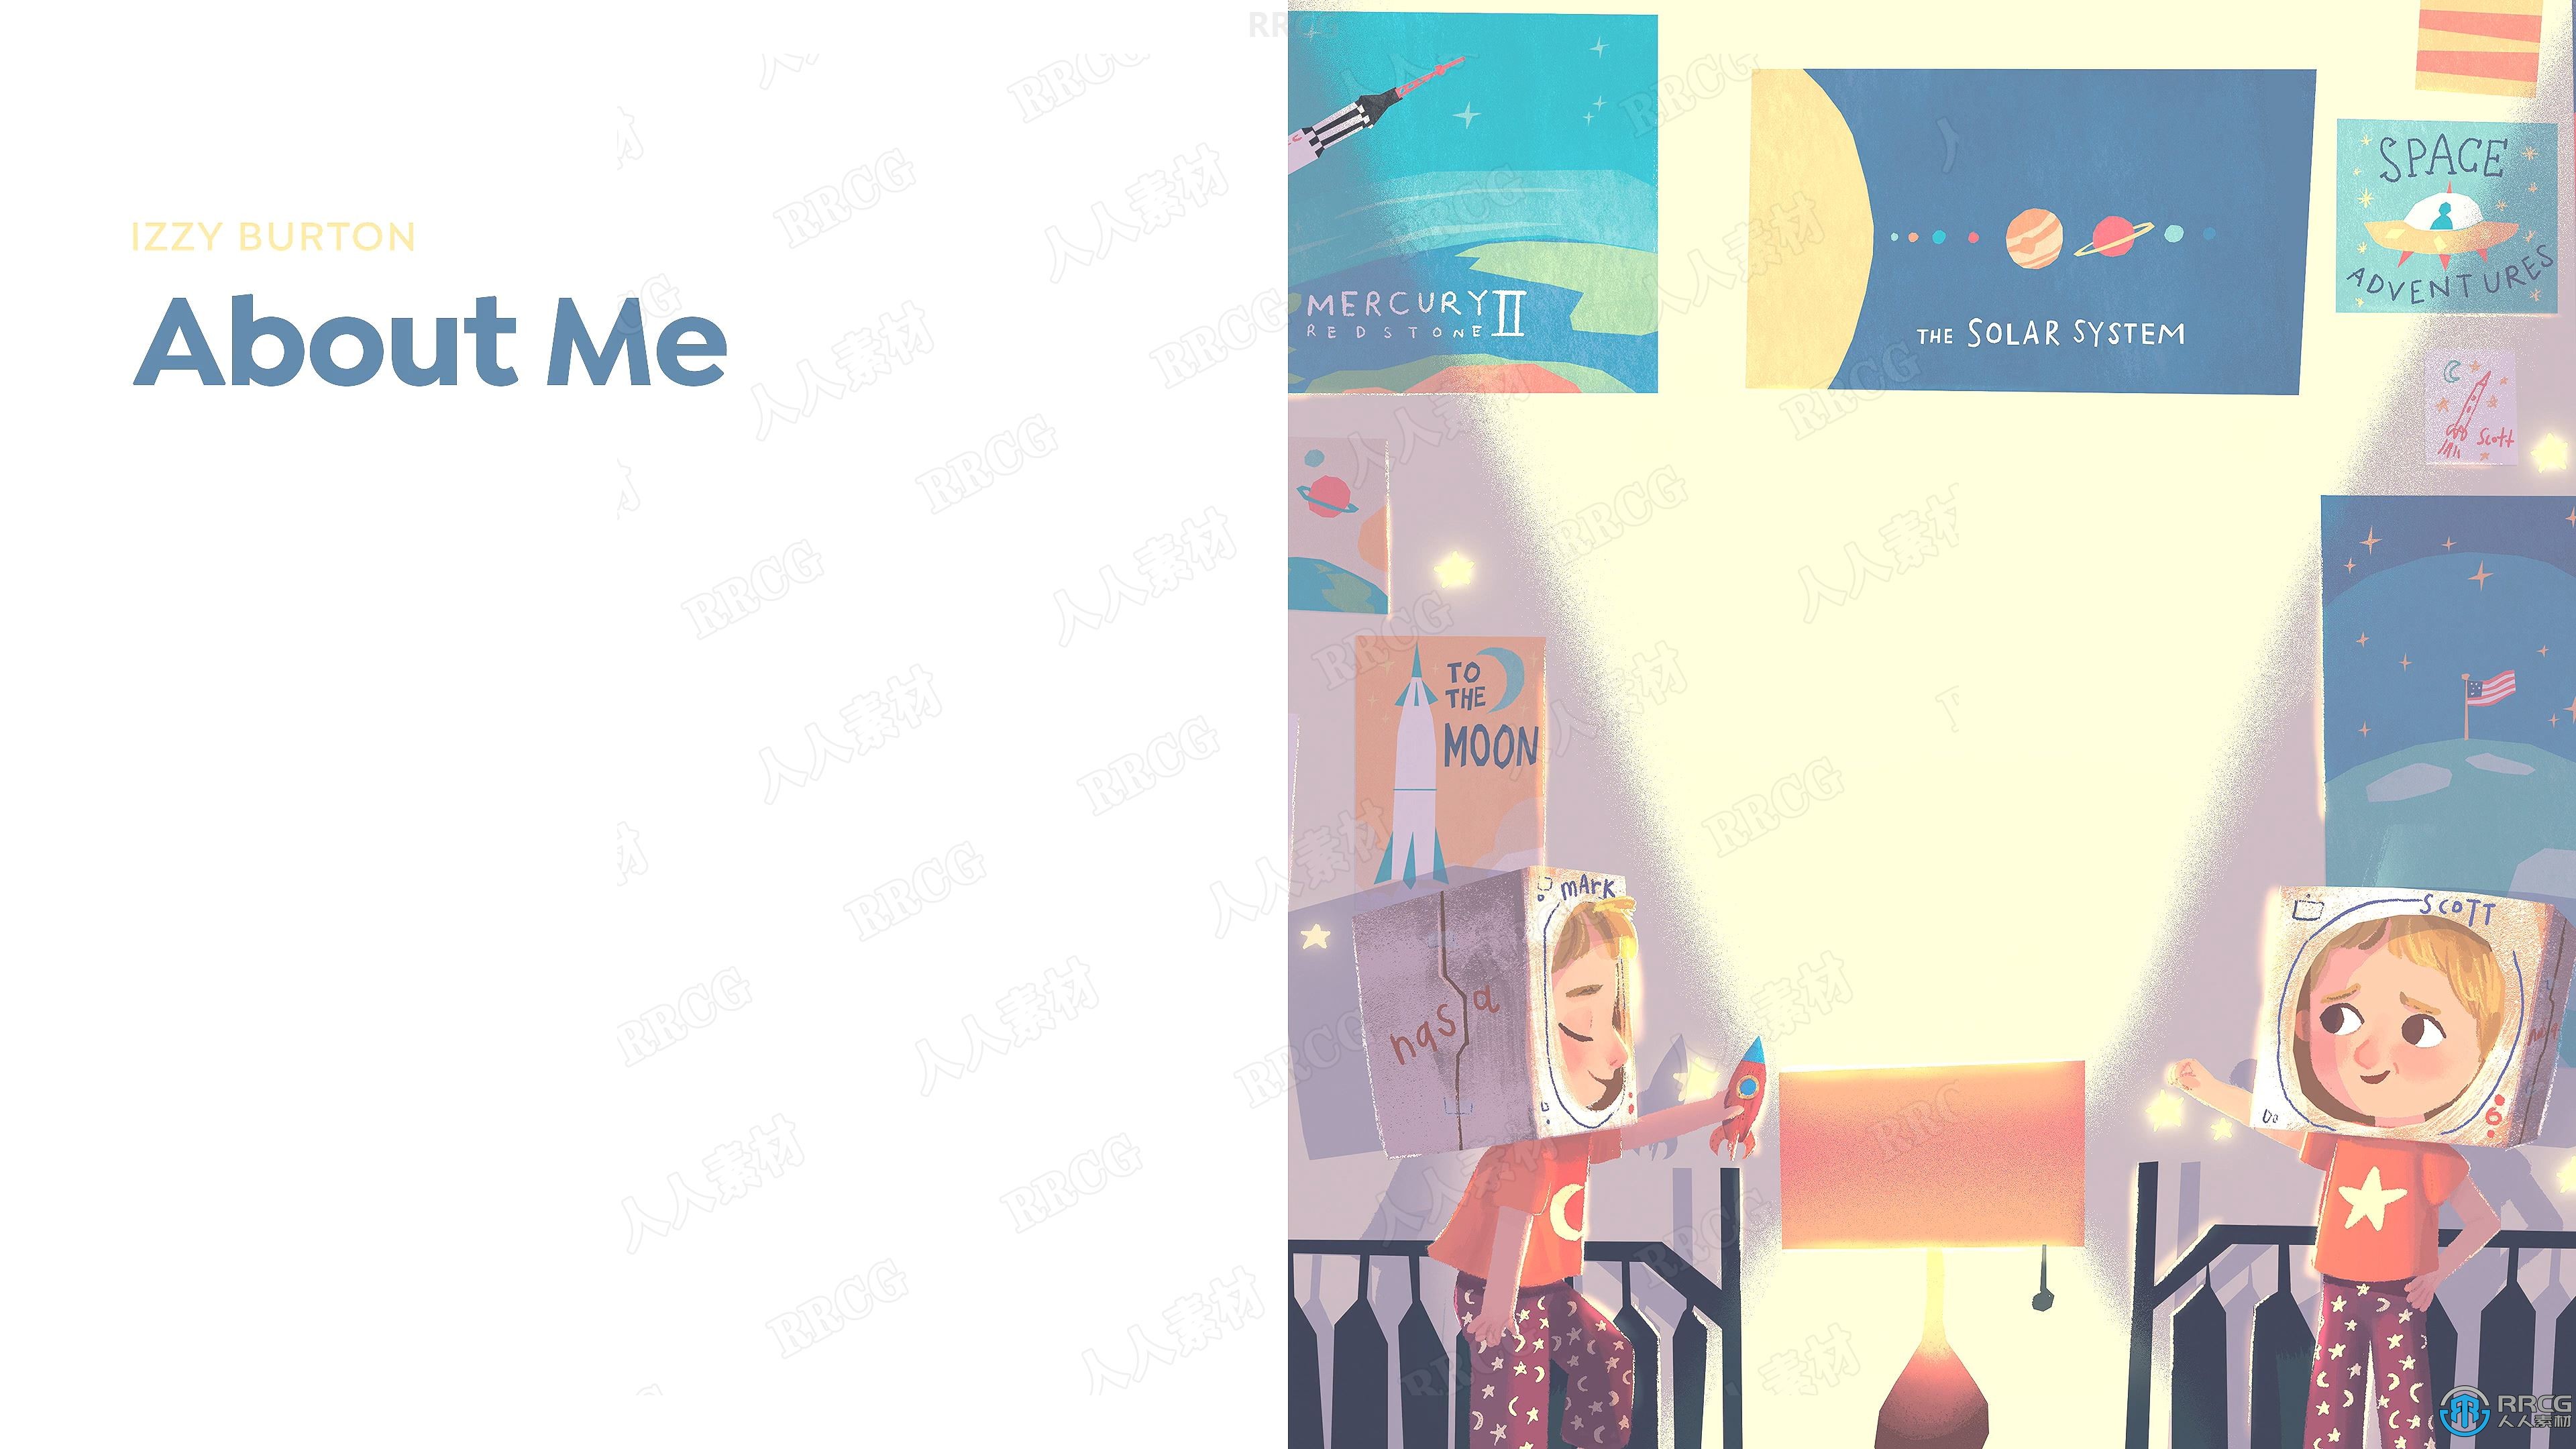 IZZY BURTON
About Me
MERCURY II
REDSTONE
THE SOLAR SYSTEM
SPACE
ADVENTURES
Scott
TO
THE
MOON
mArk
nasa
SCOTT
RRCG
人人素材